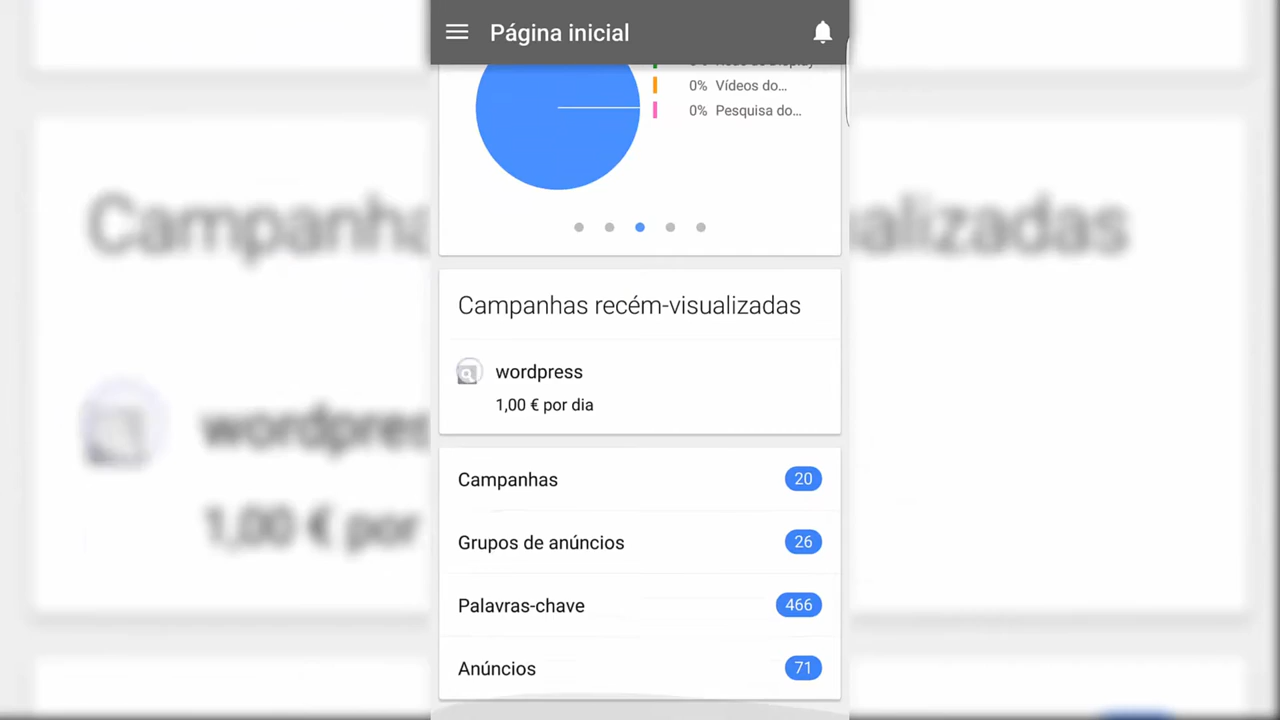 Página inicial
0% Vídeos do...
0% Pesquisa do...
Campanhas recém-visualizadas
wordpress
1,00 € por dia
Campanhas 20
Grupos de anúncios 26
Palavras-chave 466
Anúncios 71